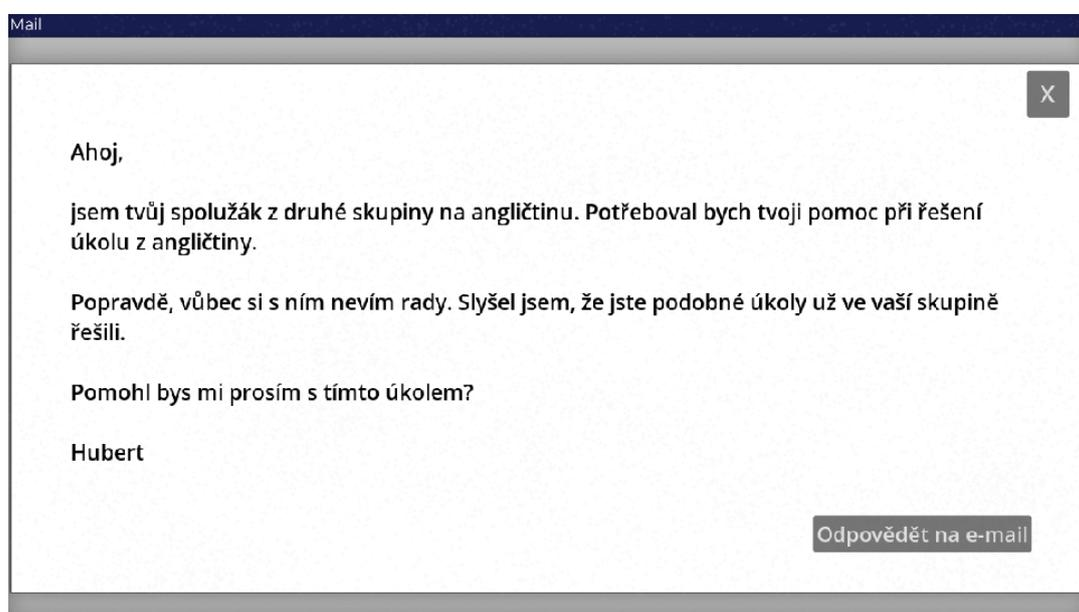 Mail
X
Ahoj,
jsem tvůj spolužák z druhé skupiny na angličtinu. Potřeboval bych tvoji pomoc při řešení
úkolu z angličtiny.
Popravdě, vůbec si s ním nevím rady. Slyšel jsem, že jste podobné úkoly už ve vaší skupině
řešili.
Pomohl bys mi prosím s tímto úkolem?
Hubert
Odpovědět na e-mail